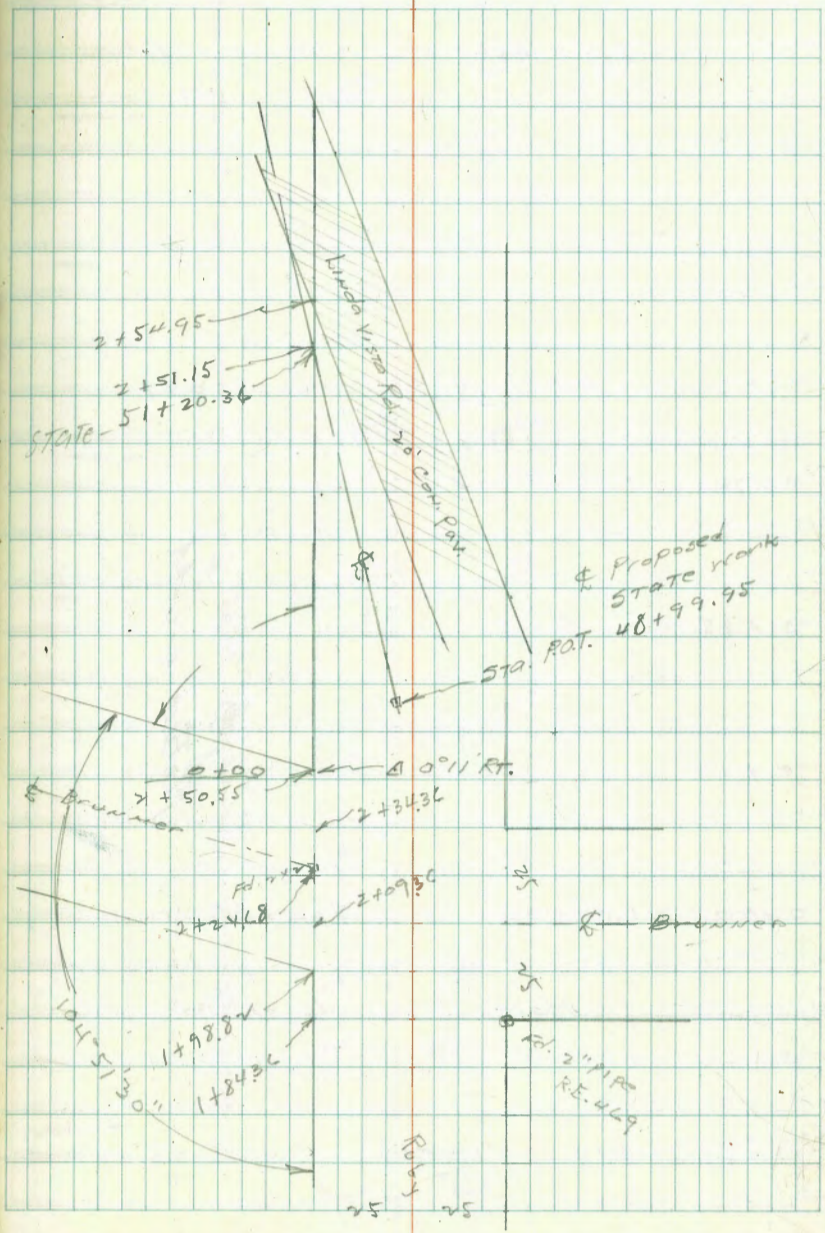 2+54.95
2+51.15
STATE 51+20.36
Linda Vista Rd. 20' Con. Pav.
℄
℄ Proposed
State work
STA. P.O.T. 48+99.95
0+00
2+50.55
Δ 0°11' RT.
℄ Brunner
2+34.36
Fd.
2+24.68
2+09.36
25
℄ Brunner
25
1+98.82
1+84.36
104°51'30"
Fd. 2" Pipe
R.E. 469
Ruby
25 25